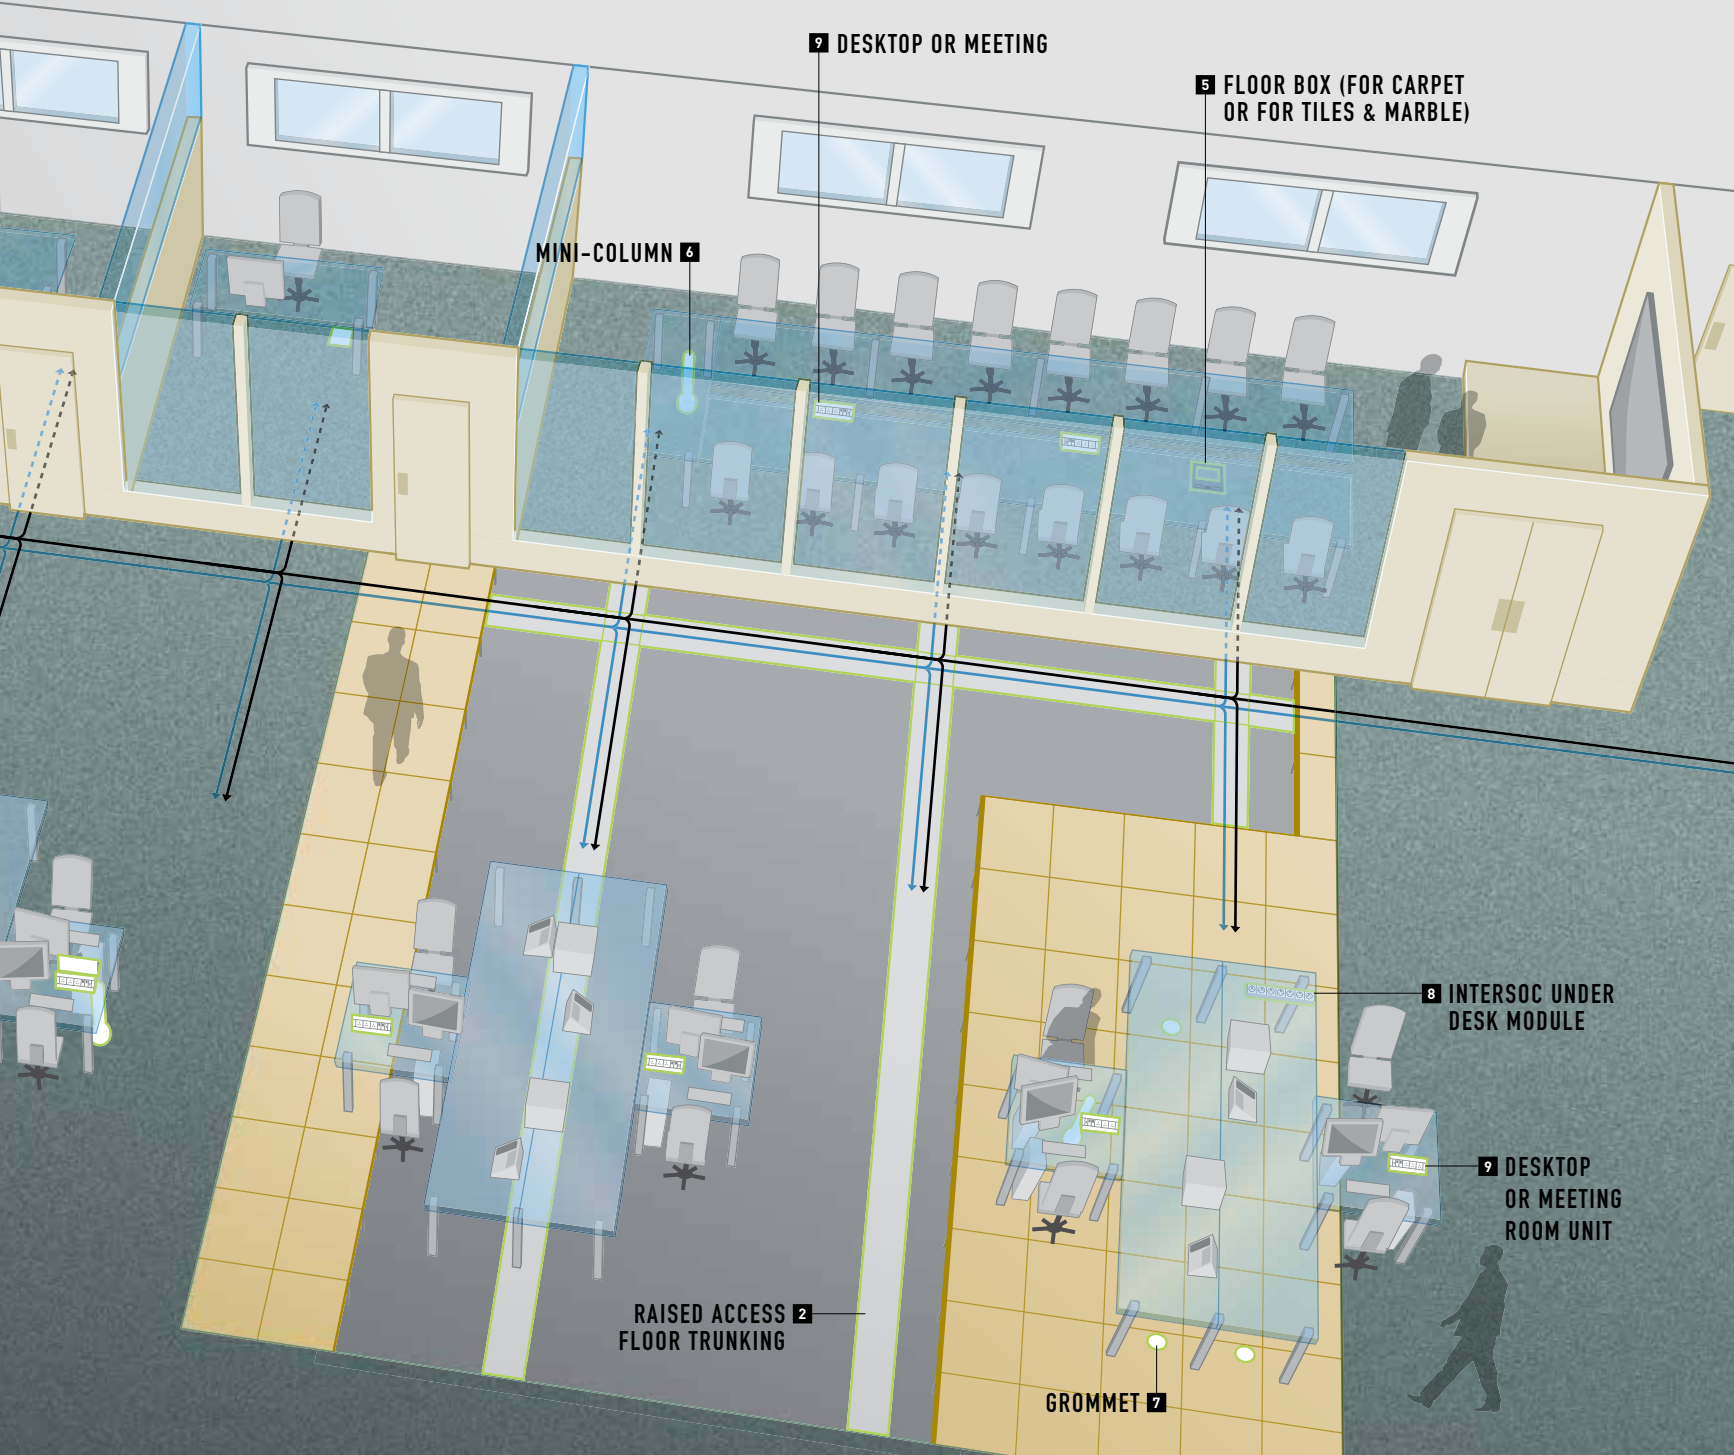 9 DESKTOP OR MEETING
5 FLOOR BOX (FOR CARPET
OR FOR TILES & MARBLE)
MINI-COLUMN 6
8 INTERSOC UNDER
DESK MODULE
9 DESKTOP
OR MEETING
ROOM UNIT
RAISED ACCESS 2
FLOOR TRUNKING
GROMMET 7